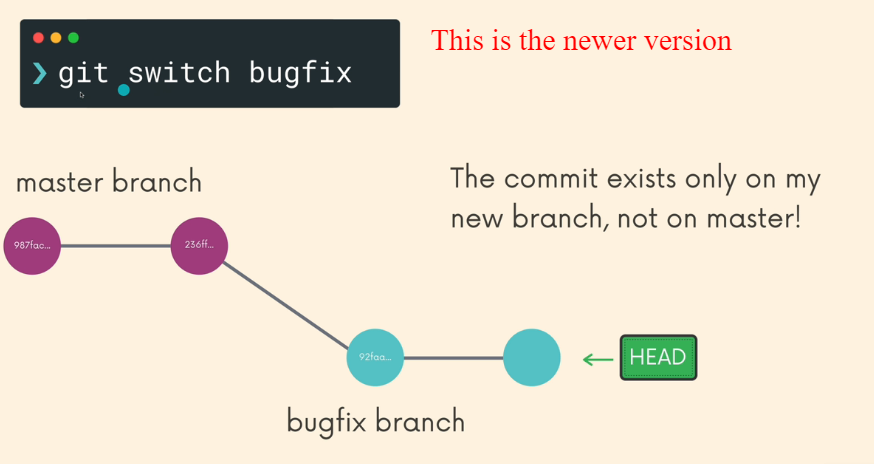 ❯ git switch bugfix
This is the newer version
master branch
The commit exists only on my
new branch, not on master!
987fac...
236ff...
92faa...
HEAD
bugfix branch